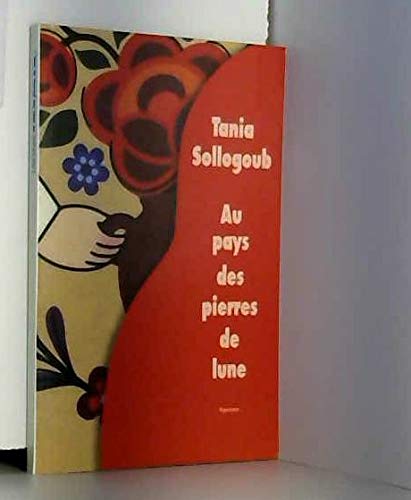 Tania
Sollogoub
Au
pays
des
pierres
de
lune